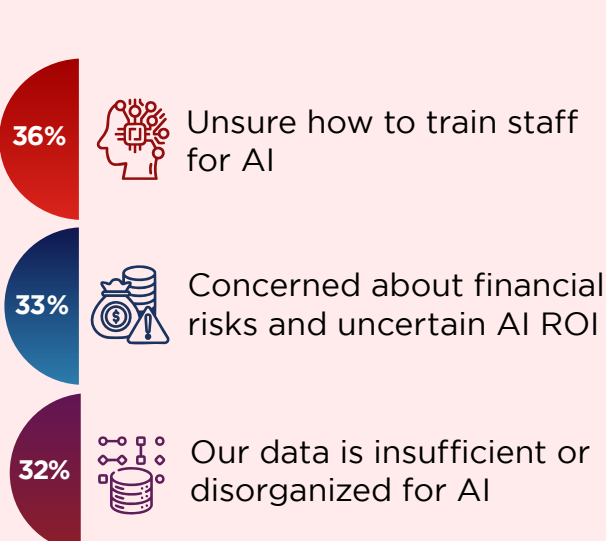 36%
Unsure how to train staff
for AI
33%
Concerned about financial
risks and uncertain AI ROI
32%
Our data is insufficient or
disorganized for AI